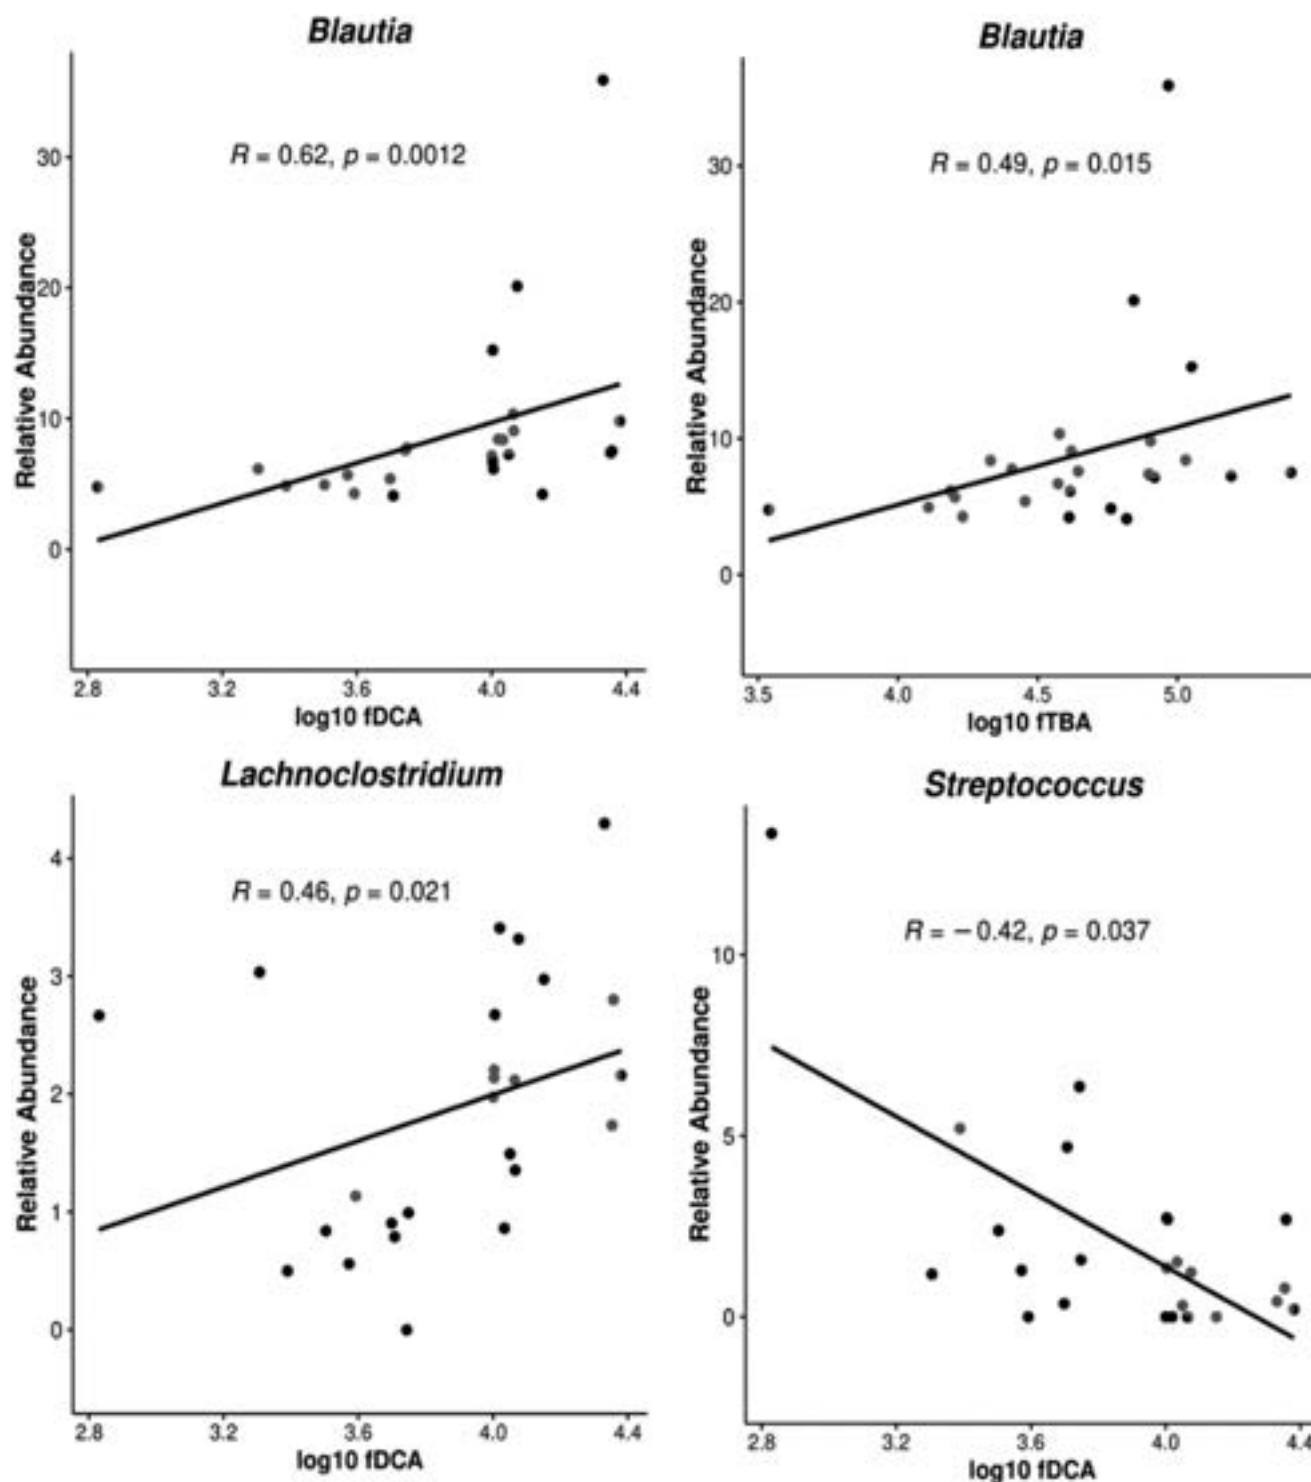 Blautia
R = 0.62, p = 0.0012
Relative Abundance
30
20
10
0
2.8 3.2 3.6 4.0 4.4
log10 fDCA
Blautia
R = 0.49, p = 0.015
Relative Abundance
30
20
10
0
3.5 4.0 4.5 5.0
log10 fTBA
Lachnoclostridium
R = 0.46, p = 0.021
Relative Abundance
4
3
2
1
0
2.8 3.2 3.6 4.0 4.4
log10 fDCA
Streptococcus
R = −0.42, p = 0.037
Relative Abundance
10
5
0
2.8 3.2 3.6 4.0 4.4
log10 fDCA